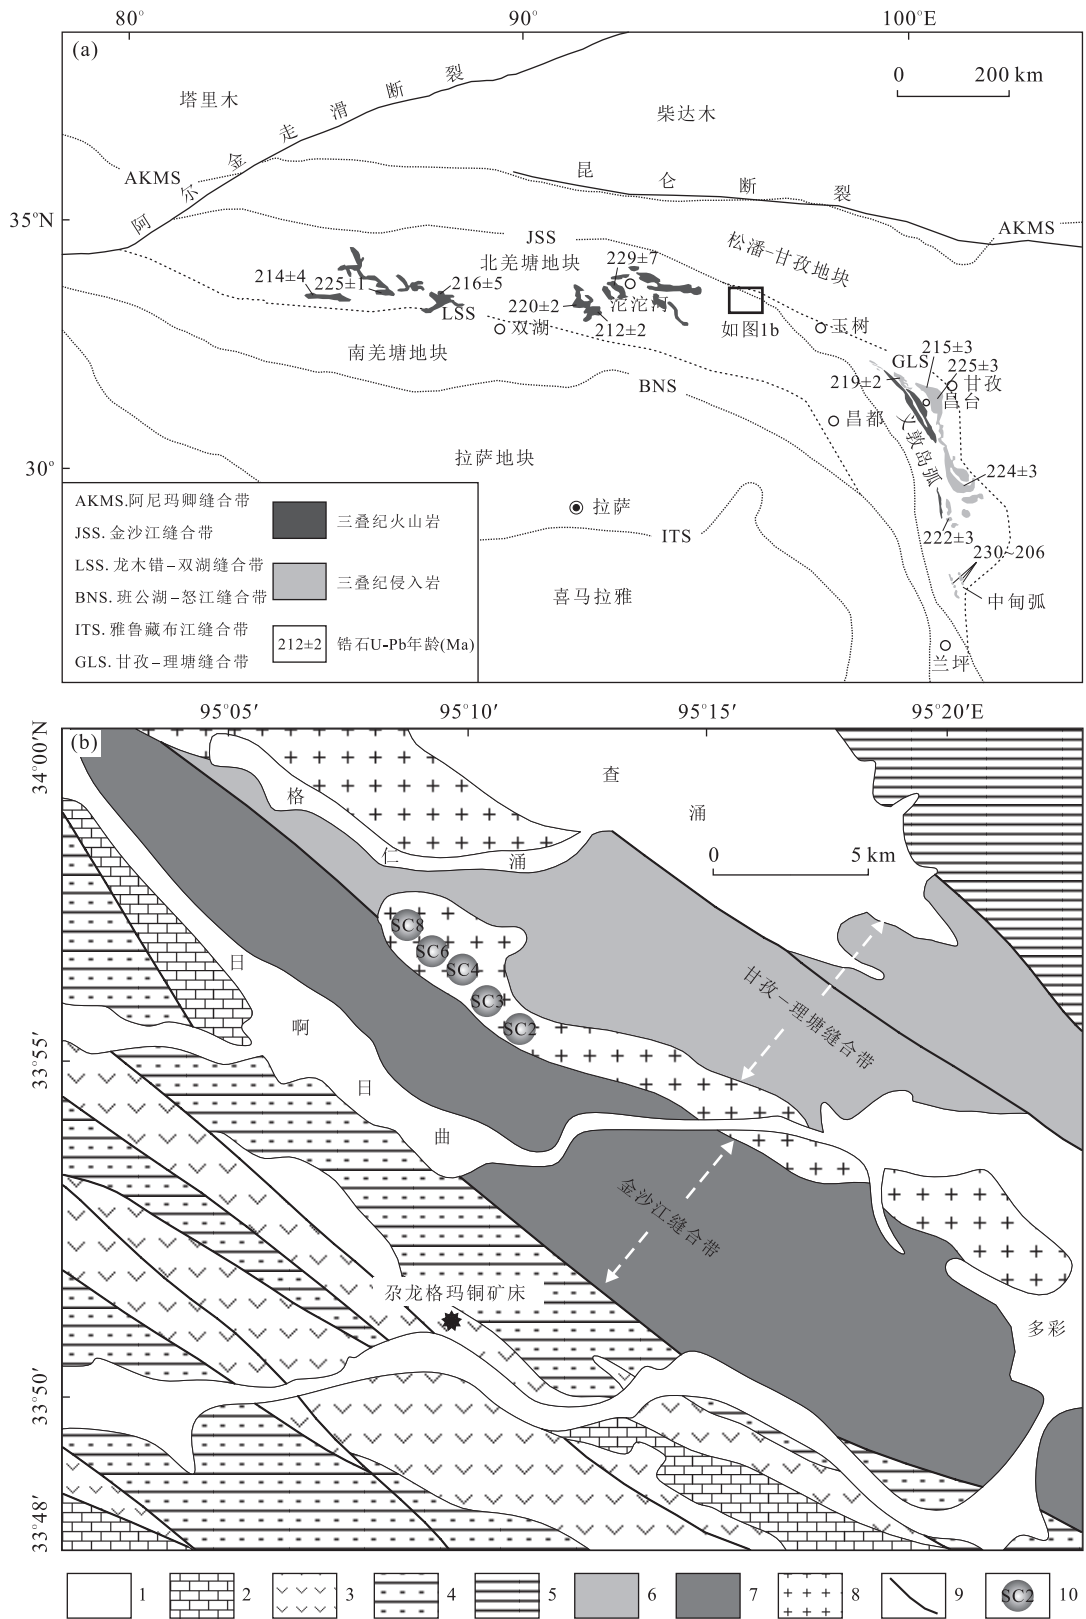 80°
90°
100°E
(a)
0 200 km
塔里木
阿尔金走滑断裂
柴达木
AKMS
昆仑断裂
35°N
AKMS
JSS
松潘-甘孜地块
北羌塘地块
229±7
214±4
225±1
216±5
220±2
沱沱河
LSS
212±2
双湖
如图1b
玉树
南羌塘地块
215±3
GLS
225±3
219±2
甘孜
昌台
BNS
昌都
义敦岛弧
30°
拉萨地块
224±3
拉萨
ITS
222±3
230~206
喜马拉雅
中甸弧
兰坪
AKMS.阿尼玛卿缝合带
JSS.金沙江缝合带
LSS.龙木错-双湖缝合带
BNS.班公湖-怒江缝合带
ITS.雅鲁藏布江缝合带
GLS.甘孜-理塘缝合带
三叠纪火山岩
三叠纪侵入岩
212±2 锆石U-Pb年龄(Ma)
95°05′
95°10′
95°15′
95°20′E
34°00′N
33°55′
33°50′
33°48′
(b)
查涌
格仁涌
0 5 km
SC8
SC6
SC4
SC3
SC2
日啊日曲
甘孜-理塘缝合带
金沙江缝合带
尕龙格玛铜矿床
多彩
1
2
3
4
5
6
7
8
9
SC2 10